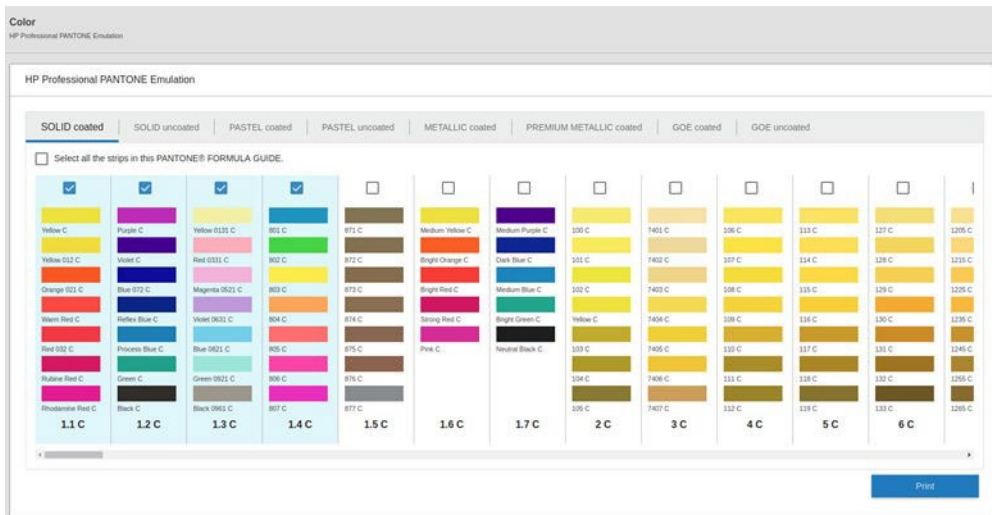 Color
HP Professional PANTONE Emulation
HP Professional PANTONE Emulation
SOLID coated SOLID uncoated PASTEL coated PASTEL uncoated METALLIC coated PREMIUM METALLIC coated GOE coated GOE uncoated
Select all the strips in this PANTONE® FORMULA GUIDE.
Yellow C Purple C Yellow 0131 C 801 C 871 C Medium Yellow C Medium Purple C 100 C 7401 C 106 C 113 C 127 C 1205 C
Yellow 012 C Violet C Red 0331 C 802 C 872 C Bright Orange C Dark Blue C 101 C 7402 C 107 C 114 C 128 C 1215 C
Orange 021 C Blue 072 C Magenta 0521 C 803 C 873 C Bright Red C Medium Blue C 102 C 7403 C 108 C 115 C 129 C 1225 C
Warm Red C Reflex Blue C Violet 0631 C 804 C 874 C Strong Red C Bright Green C Yellow C 7404 C 109 C 116 C 130 C 1235 C
Red 032 C Process Blue C Blue 0821 C 805 C 875 C Pink C Neutral Black C 103 C 7405 C 110 C 117 C 131 C 1245 C
Rubine Red C Green C Green 0921 C 806 C 876 C 104 C 7406 C 111 C 118 C 132 C 1255 C
Rhodamine Red C Black C Black 0961 C 807 C 877 C 105 C 7407 C 112 C 119 C 133 C 1265 C
1.1 C 1.2 C 1.3 C 1.4 C 1.5 C 1.6 C 1.7 C 2 C 3 C 4 C 5 C 6 C
Print